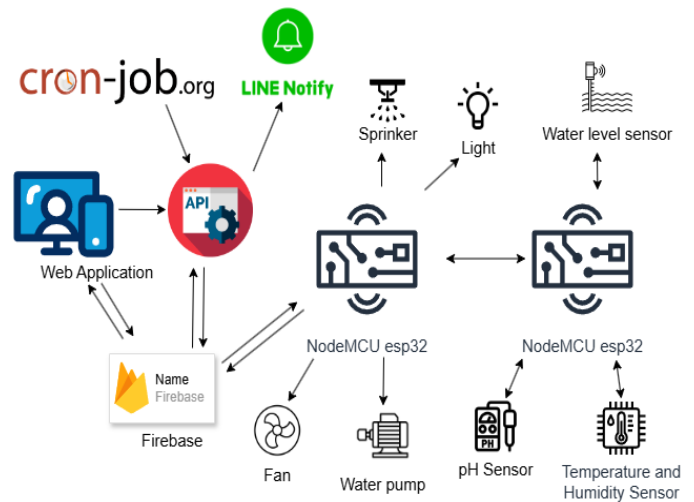 cron-job.org
LINE Notify
Sprinker
Light
Water level sensor
API
Web Application
NodeMCU esp32
NodeMCU esp32
Name
Firebase
Firebase
Fan
Water pump
PH
pH Sensor
Temperature and
Humidity Sensor